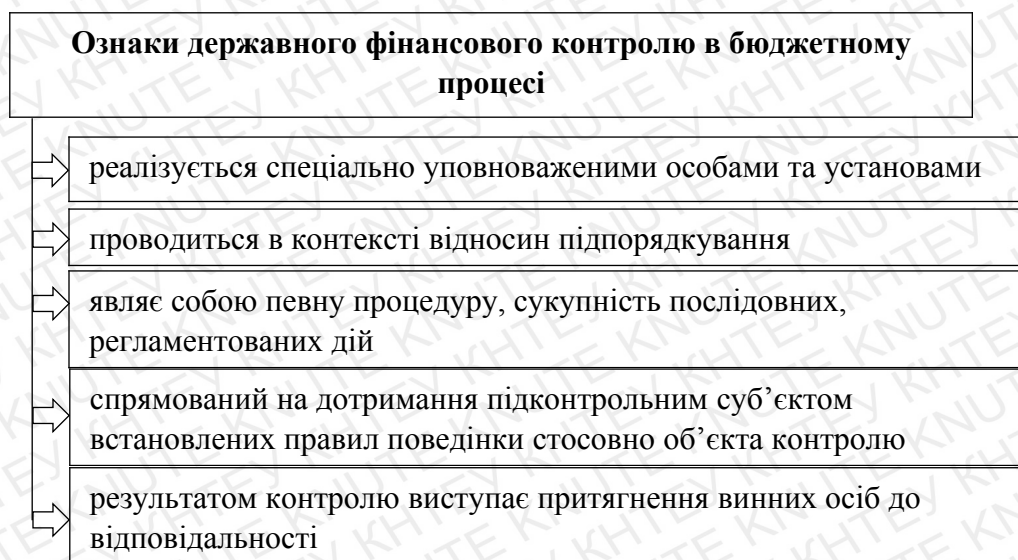 Ознаки державного фінансового контролю в бюджетному
процесі
реалізується спеціально уповноваженими особами та установами
проводиться в контексті відносин підпорядкування
являє собою певну процедуру, сукупність послідовних,
регламентованих дій
спрямований на дотримання підконтрольним суб’єктом
встановлених правил поведінки стосовно об’єкта контролю
результатом контролю виступає притягнення винних осіб до
відповідальності